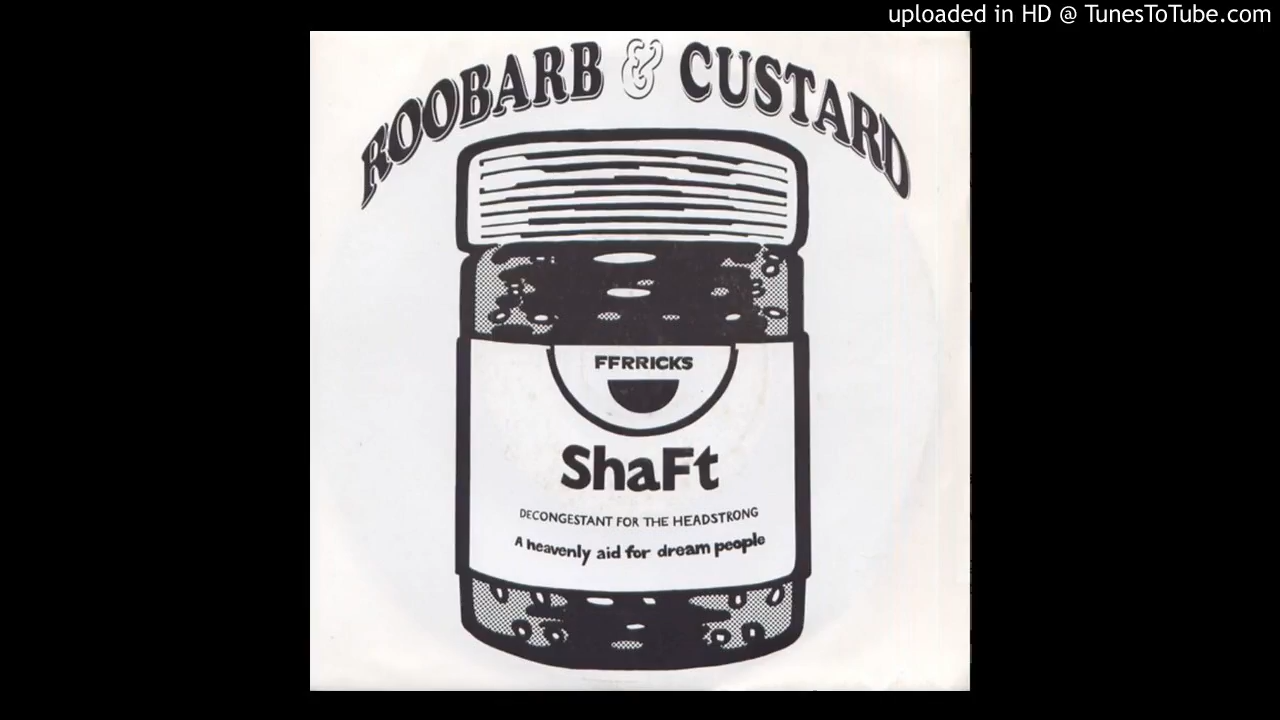 uploaded in HD @ TunesToTube.com
ROOBARB & CUSTARD
FFRRICKS
ShaFt
DECONGESTANT FOR THE HEADSTRONG
A heavenly aid for dream people